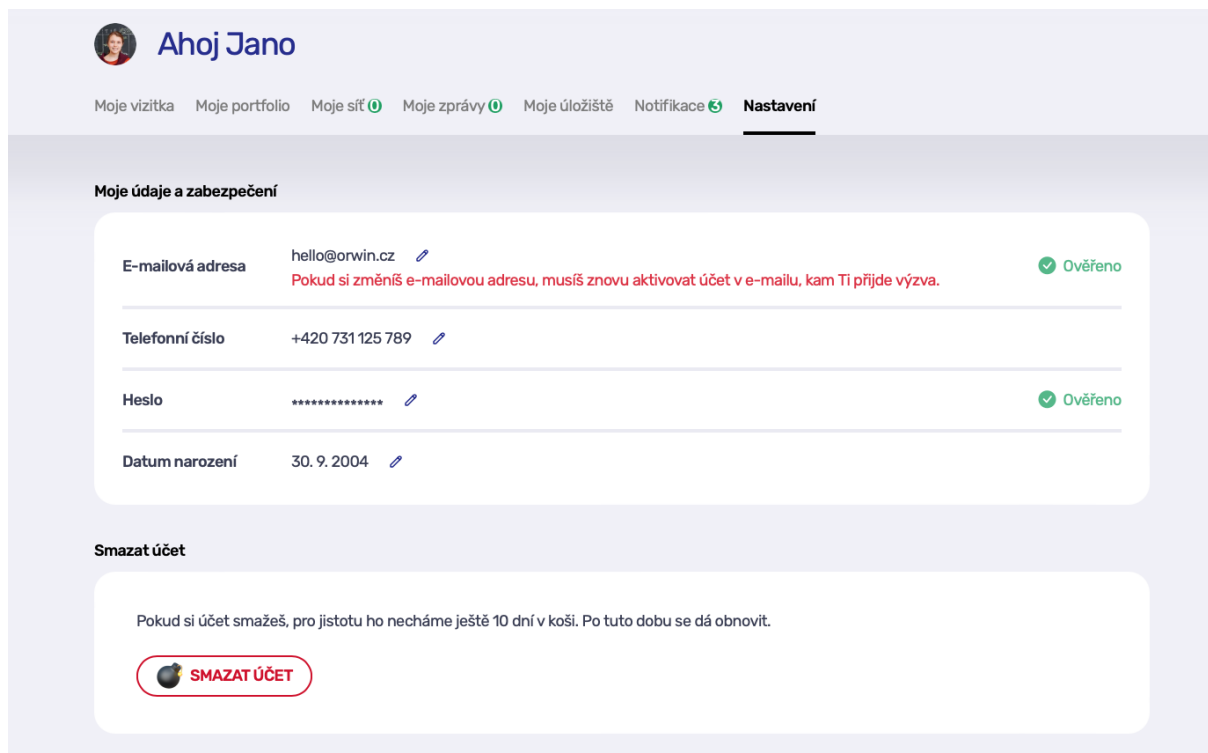 Ahoj Jano
Moje vizitka Moje portfolio Moje síť 0 Moje zprávy 0 Moje úložiště Notifikace 3 Nastavení
Moje údaje a zabezpečení
E-mailová adresa hello@orwin.cz Ověřeno
Pokud si změníš e-mailovou adresu, musíš znovu aktivovat účet v e-mailu, kam Ti přijde výzva.
Telefonní číslo +420 731 125 789
Heslo ************** Ověřeno
Datum narození 30. 9. 2004
Smazat účet
Pokud si účet smažeš, pro jistotu ho necháme ještě 10 dní v koši. Po tuto dobu se dá obnovit.
SMAZAT ÚČET